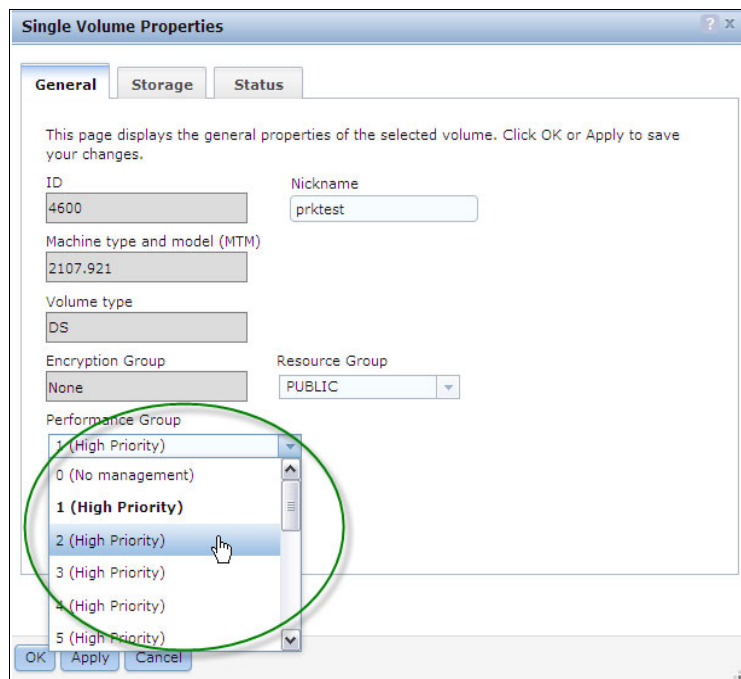 Single Volume Properties
? x
General Storage Status
This page displays the general properties of the selected volume. Click OK or Apply to save
your changes.
ID Nickname
4600 prktest
Machine type and model (MTM)
2107.921
Volume type
DS
Encryption Group Resource Group
None PUBLIC
Performance Group
1 (High Priority)
0 (No management)
1 (High Priority)
2 (High Priority)
3 (High Priority)
4 (High Priority)
5 (High Priority)
OK Apply Cancel